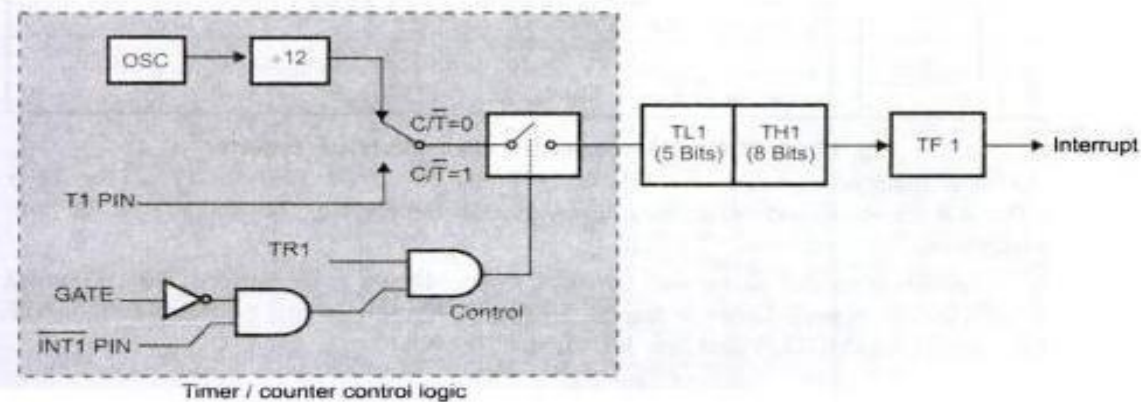 OSC
÷12
C/T̅=0
C/T̅=1
T1 PIN
TR1
GATE
I̅N̅T̅1̅ PIN
Control
TL1
(5 Bits)
TH1
(8 Bits)
TF 1
Interrupt
Timer / counter control logic